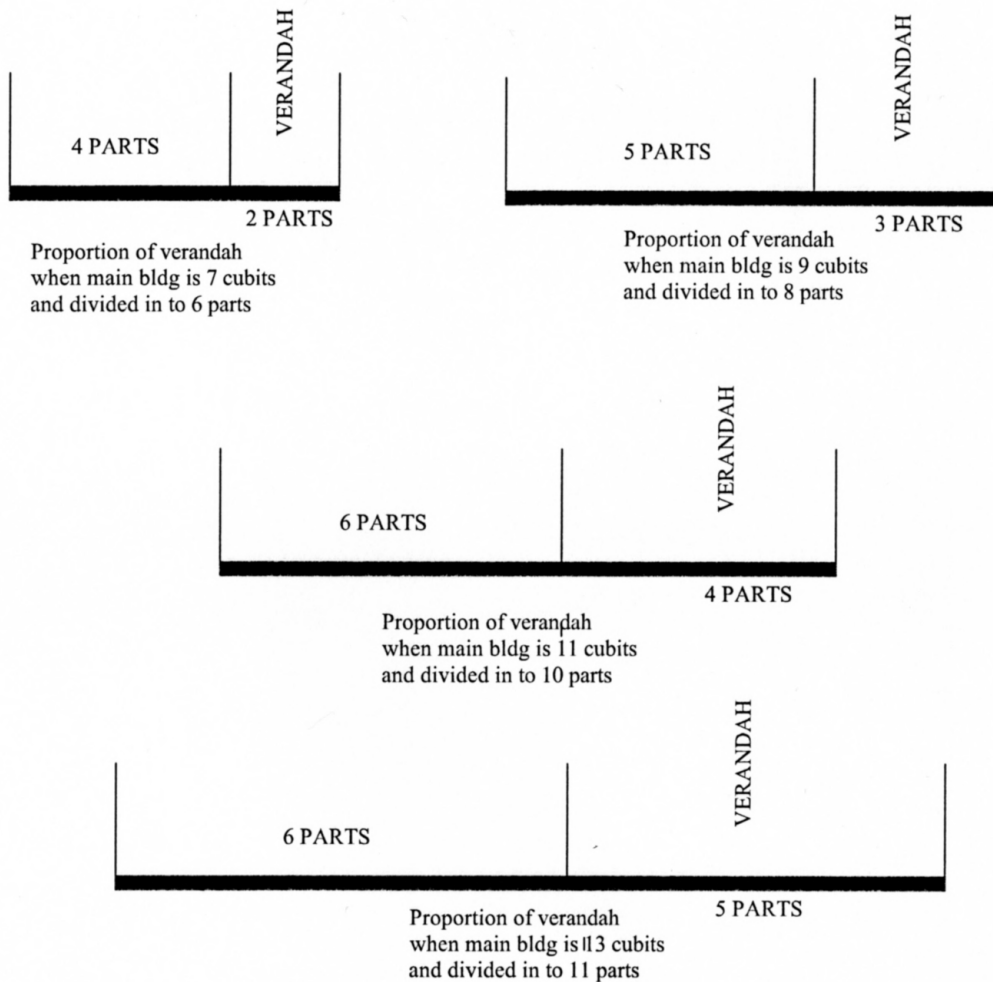 VERANDAH
4 PARTS
2 PARTS
Proportion of verandah
when main bldg is 7 cubits
and divided in to 6 parts
VERANDAH
5 PARTS
3 PARTS
Proportion of verandah
when main bldg is 9 cubits
and divided in to 8 parts
VERANDAH
6 PARTS
4 PARTS
Proportion of verandah
when main bldg is 11 cubits
and divided in to 10 parts
VERANDAH
6 PARTS
5 PARTS
Proportion of verandah
when main bldg is 13 cubits
and divided in to 11 parts